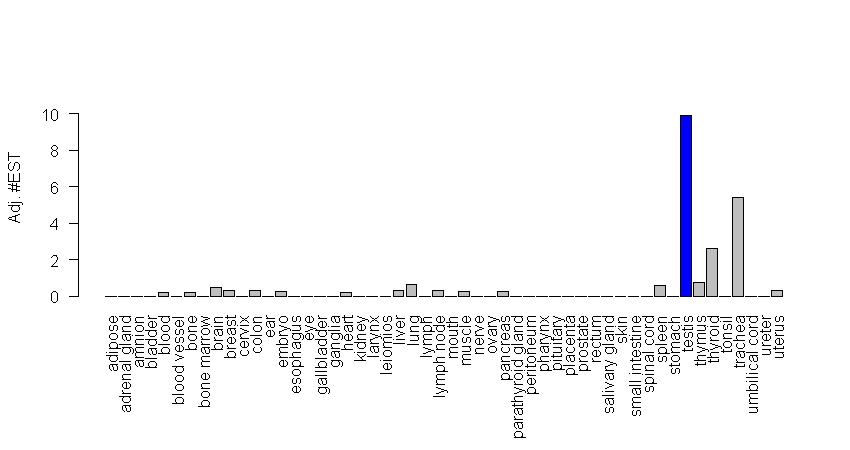 Adj. #EST
10
8
6
4
2
0
adipose
adrenal gland
amnion
bladder
blood
blood vessel
bone
bone marrow
brain
breast
cervix
colon
ear
embryo
esophagus
eye
gallbladder
ganglia
heart
kidney
larynx
leiomios
liver
lung
lymph
lymph node
mouth
muscle
nerve
ovary
pancreas
parathyroid gland
peritoneum
pharynx
pituitary
placenta
prostate
rectum
salivary gland
skin
small intestine
spinal cord
spleen
stomach
testis
thymus
thyroid
tonsil
trachea
umbilical cord
ureter
uterus